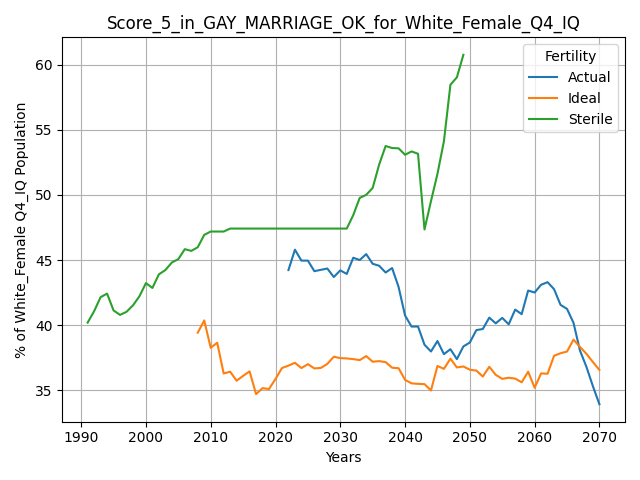 Score_5_in_GAY_MARRIAGE_OK_for_White_Female_Q4_IQ
% of White_Female Q4_IQ Population
60
55
50
45
40
35
Fertility
Actual
Ideal
Sterile
1990 2000 2010 2020 2030 2040 2050 2060 2070
Years